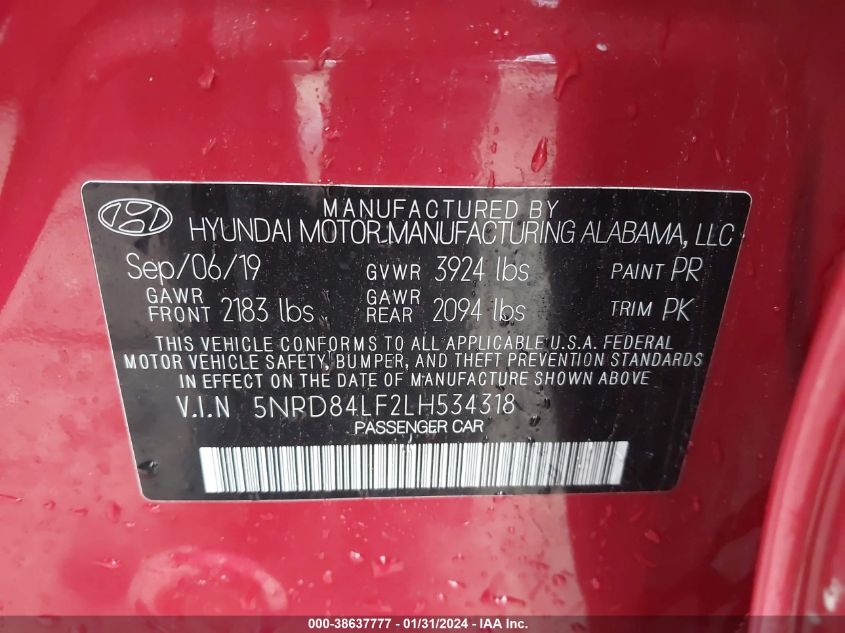 MANUFACTURED BY
HYUNDAI MOTOR MANUFACTURING ALABAMA, LLC
Sep/06/19 GVWR 3924 lbs PAINT PR
GAWR FRONT 2183 lbs GAWR REAR 2094 lbs TRIM PK
THIS VEHICLE CONFORMS TO ALL APPLICABLE U.S.A. FEDERAL
MOTOR VEHICLE SAFETY, BUMPER, AND THEFT PREVENTION STANDARDS
IN EFFECT ON THE DATE OF MANUFACTURE SHOWN ABOVE
V.I.N 5NPD84LF2LH534318
PASSENGER CAR
000-38637777 - 01/31/2024 - IAA Inc.